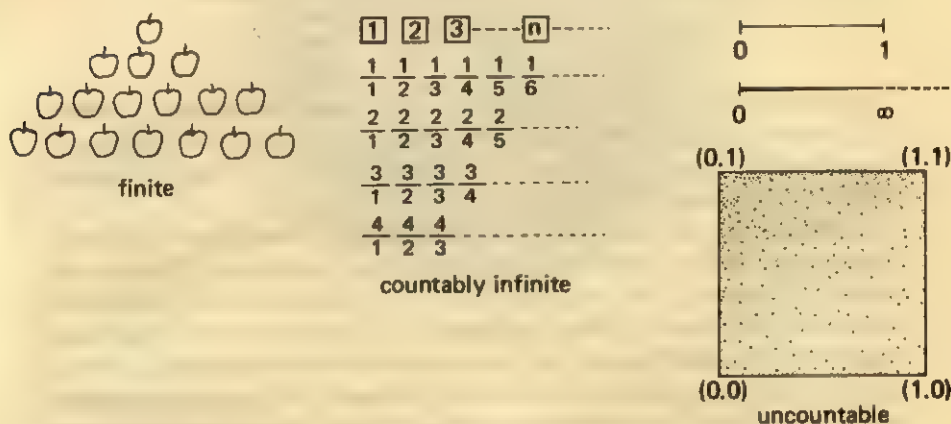 finite
1 2 3 ---- n ----
1/1 1/2 1/3 1/4 1/5 1/6 --------
2/1 2/2 2/3 2/4 2/5 --------
3/1 3/2 3/3 3/4 --------
4/1 4/2 4/3 --------
countably infinite
0 1
0 ∞
(0.1) (1.1)
(0.0) (1.0)
uncountable